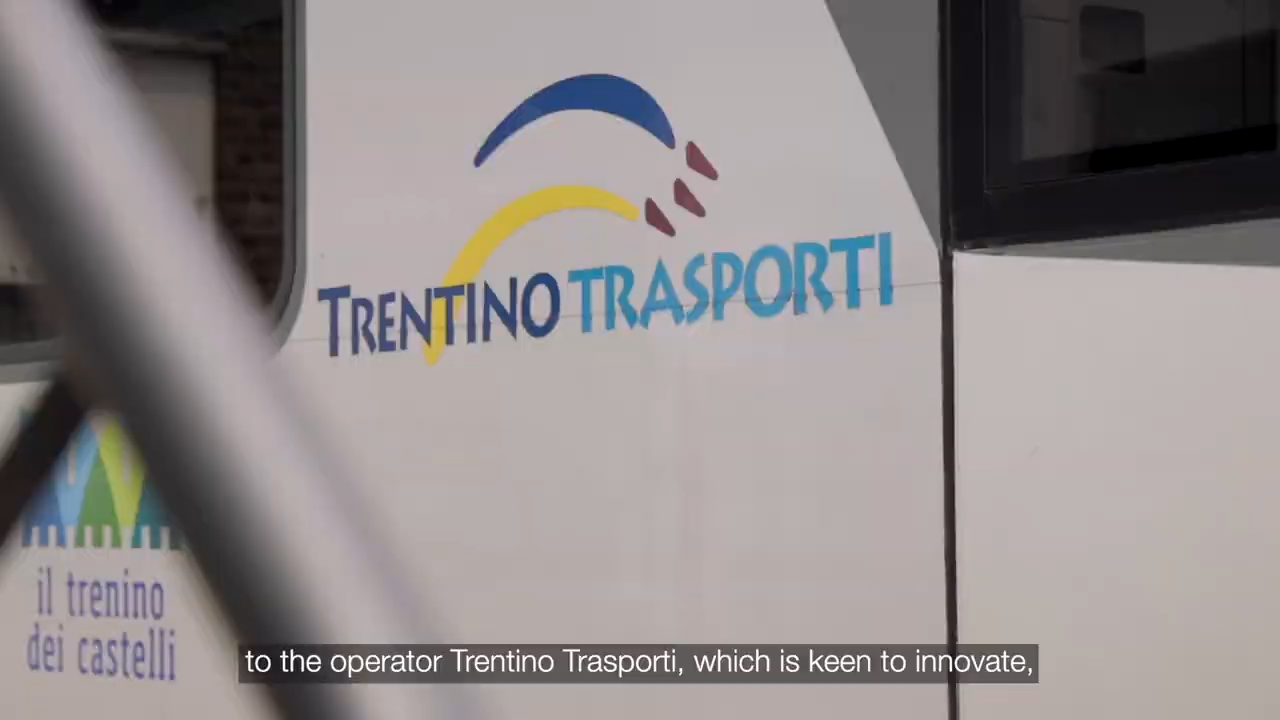 TRENTINO TRASPORTI
il trenino
dei castelli
to the operator Trentino Trasporti, which is keen to innovate,